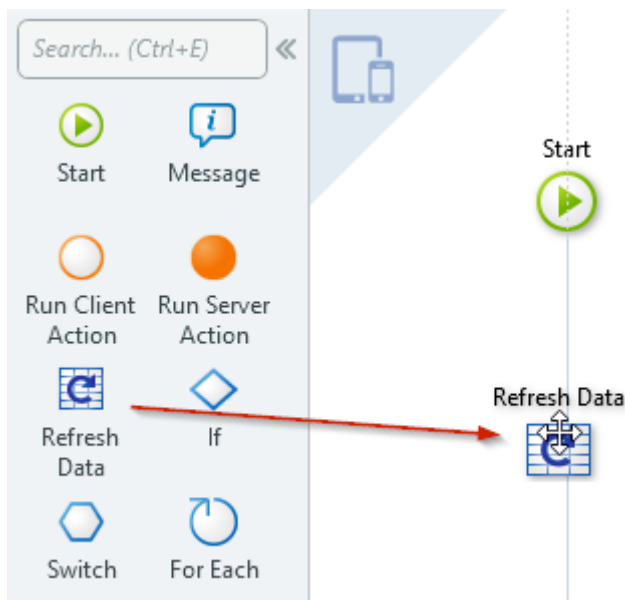 Search... (Ctrl+E)
Start
Message
Start
Run Client
Action
Run Server
Action
Refresh Data
Refresh
Data
If
Switch
For Each